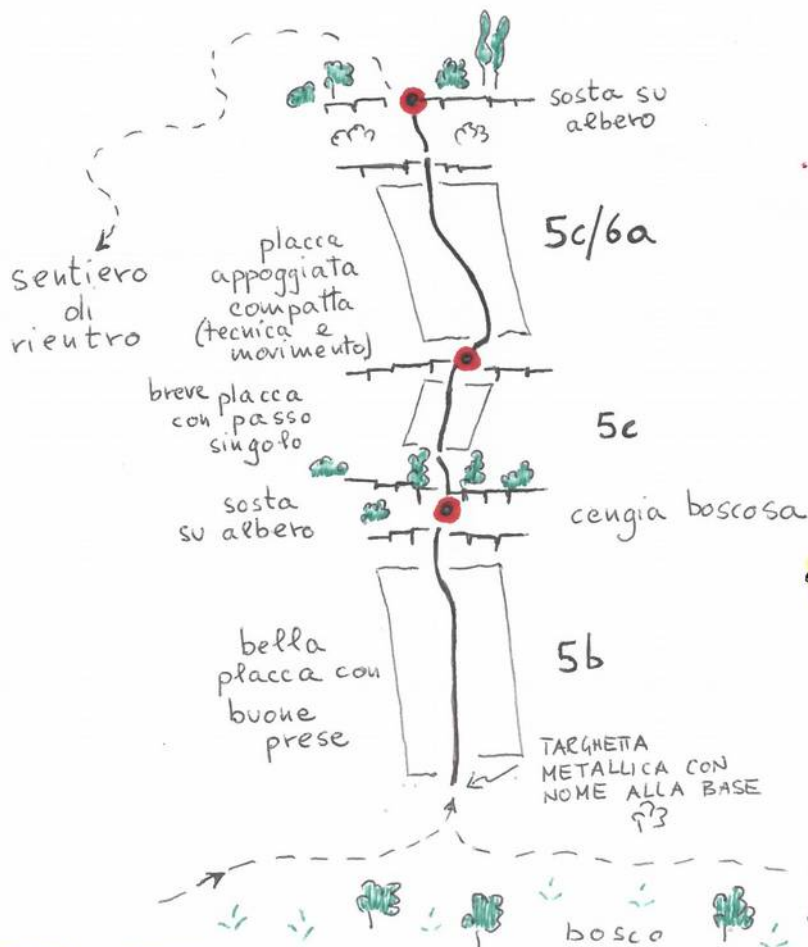 sosta su
albero
5c/6a
placca
appoggiata
compatta
(tecnica e
movimento)
sentiero
di
rientro
breve placca
con passo
singolo
5c
sosta
su albero
cengia boscosa
bella
placca con
buone
prese
5b
TARGHETTA
METALLICA CON
NOME ALLA BASE
bosco